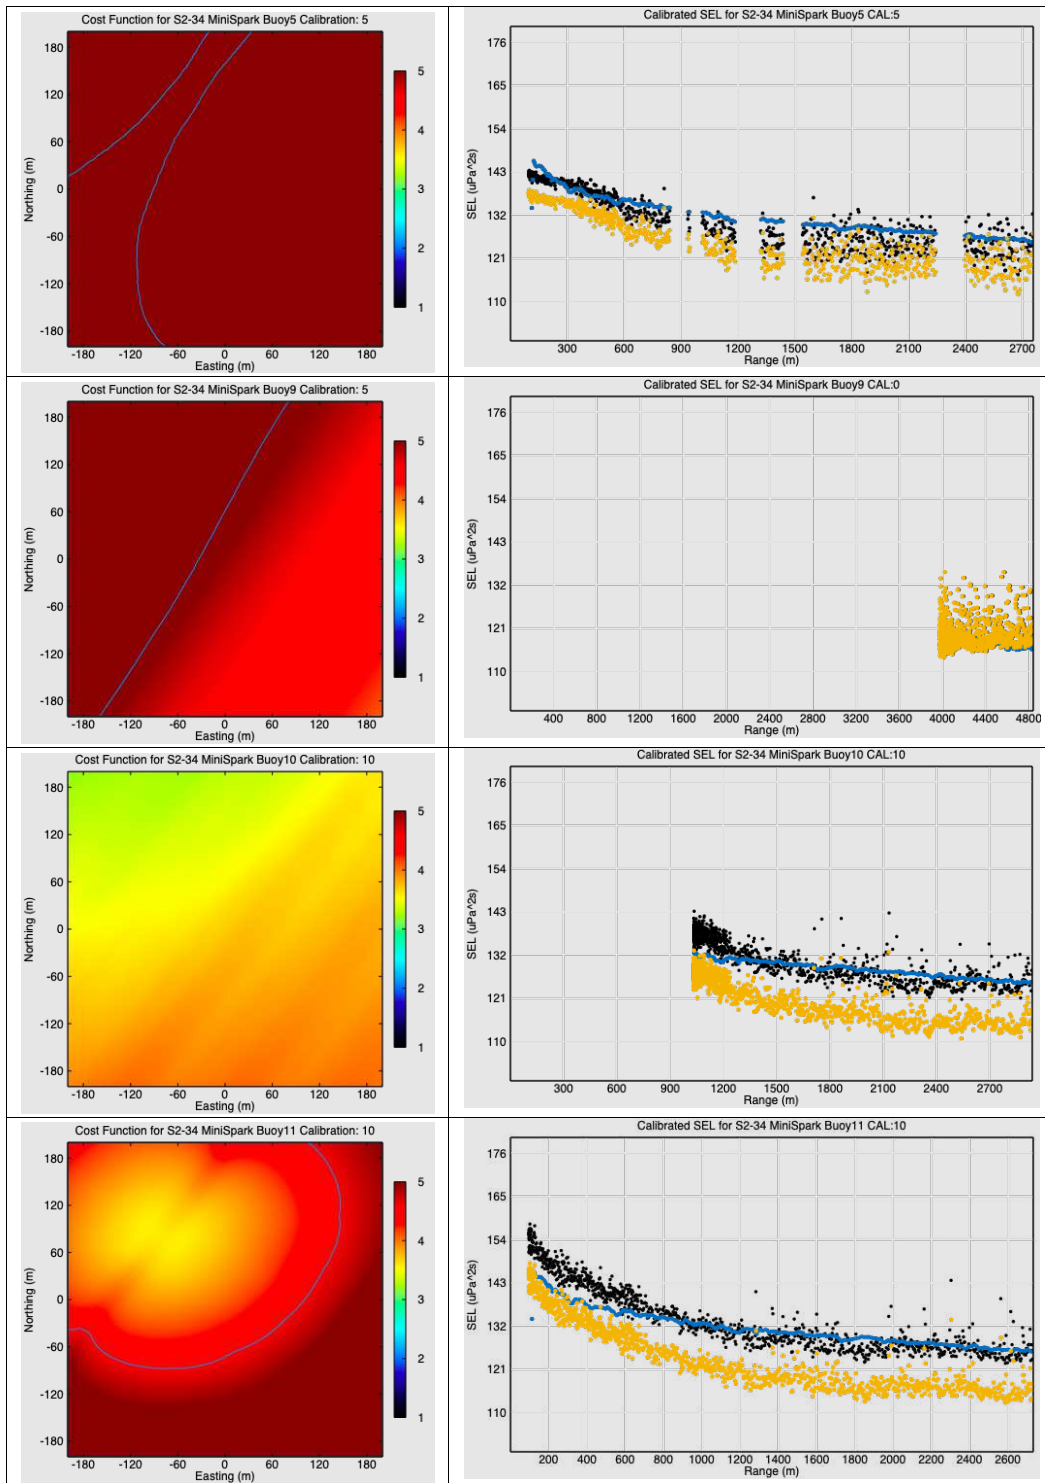 Cost Function for S2-34 MiniSpark Buoy5 Calibration: 5
180
120
60
0
-60
-120
-180
Northing (m)
-180 -120 -60 0 60 120 180
Easting (m)
5
4
3
2
1
Calibrated SEL for S2-34 MiniSpark Buoy5 CAL:5
176
165
154
143
132
121
110
SEL (uPa^2s)
300 600 900 1200 1500 1800 2100 2400 2700
Range (m)
Cost Function for S2-34 MiniSpark Buoy9 Calibration: 5
180
120
60
0
-60
-120
-180
Northing (m)
-180 -120 -60 0 60 120 180
Easting (m)
5
4
3
2
1
Calibrated SEL for S2-34 MiniSpark Buoy9 CAL:0
176
165
154
143
132
121
110
SEL (uPa^2s)
400 800 1200 1600 2000 2400 2800 3200 3600 4000 4400 4800
Range (m)
Cost Function for S2-34 MiniSpark Buoy10 Calibration: 10
180
120
60
0
-60
-120
-180
Northing (m)
-180 -120 -60 0 60 120 180
Easting (m)
5
4
3
2
1
Calibrated SEL for S2-34 MiniSpark Buoy10 CAL:10
176
165
154
143
132
121
110
SEL (uPa^2s)
300 600 900 1200 1500 1800 2100 2400 2700
Range (m)
Cost Function for S2-34 MiniSpark Buoy11 Calibration: 10
180
120
60
0
-60
-120
-180
Northing (m)
-180 -120 -60 0 60 120 180
Easting (m)
5
4
3
2
1
Calibrated SEL for S2-34 MiniSpark Buoy11 CAL:10
176
165
154
143
132
121
110
SEL (uPa^2s)
200 400 600 800 1000 1200 1400 1600 1800 2000 2200 2400 2600
Range (m)